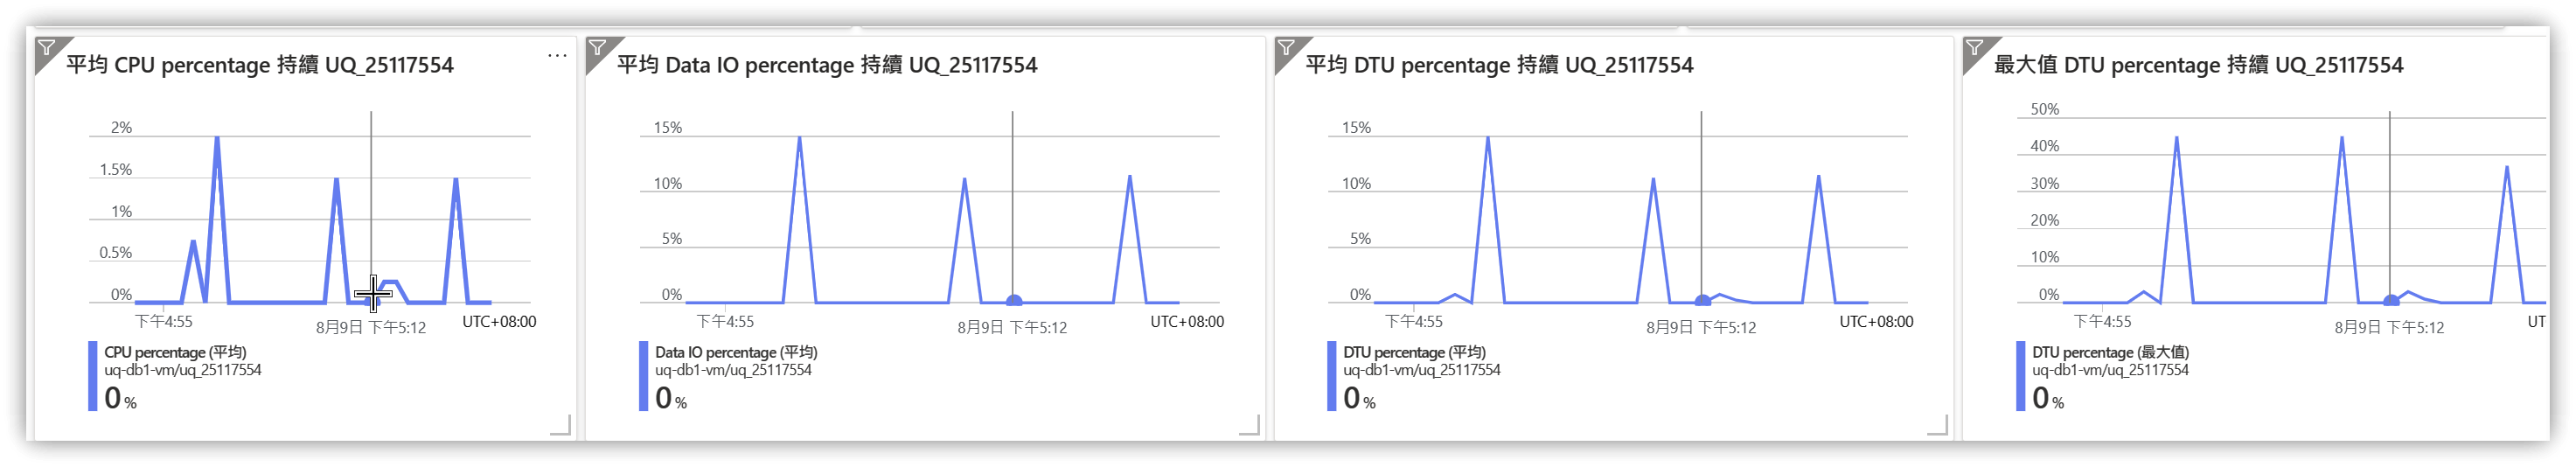 平均 CPU percentage 持續 UQ_25117554
...
2%
1.5%
1%
0.5%
0%
下午4:55
8月9日 下午5:12
UTC+08:00
CPU percentage (平均)
uq-db1-vm/uq_25117554
0 %
平均 Data IO percentage 持續 UQ_25117554
15%
10%
5%
0%
下午4:55
8月9日 下午5:12
UTC+08:00
Data IO percentage (平均)
uq-db1-vm/uq_25117554
0 %
平均 DTU percentage 持續 UQ_25117554
15%
10%
5%
0%
下午4:55
8月9日 下午5:12
UTC+08:00
DTU percentage (平均)
uq-db1-vm/uq_25117554
0 %
最大值 DTU percentage 持續 UQ_25117554
50%
40%
30%
20%
10%
0%
下午4:55
8月9日 下午5:12
UT
DTU percentage (最大值)
uq-db1-vm/uq_25117554
0 %